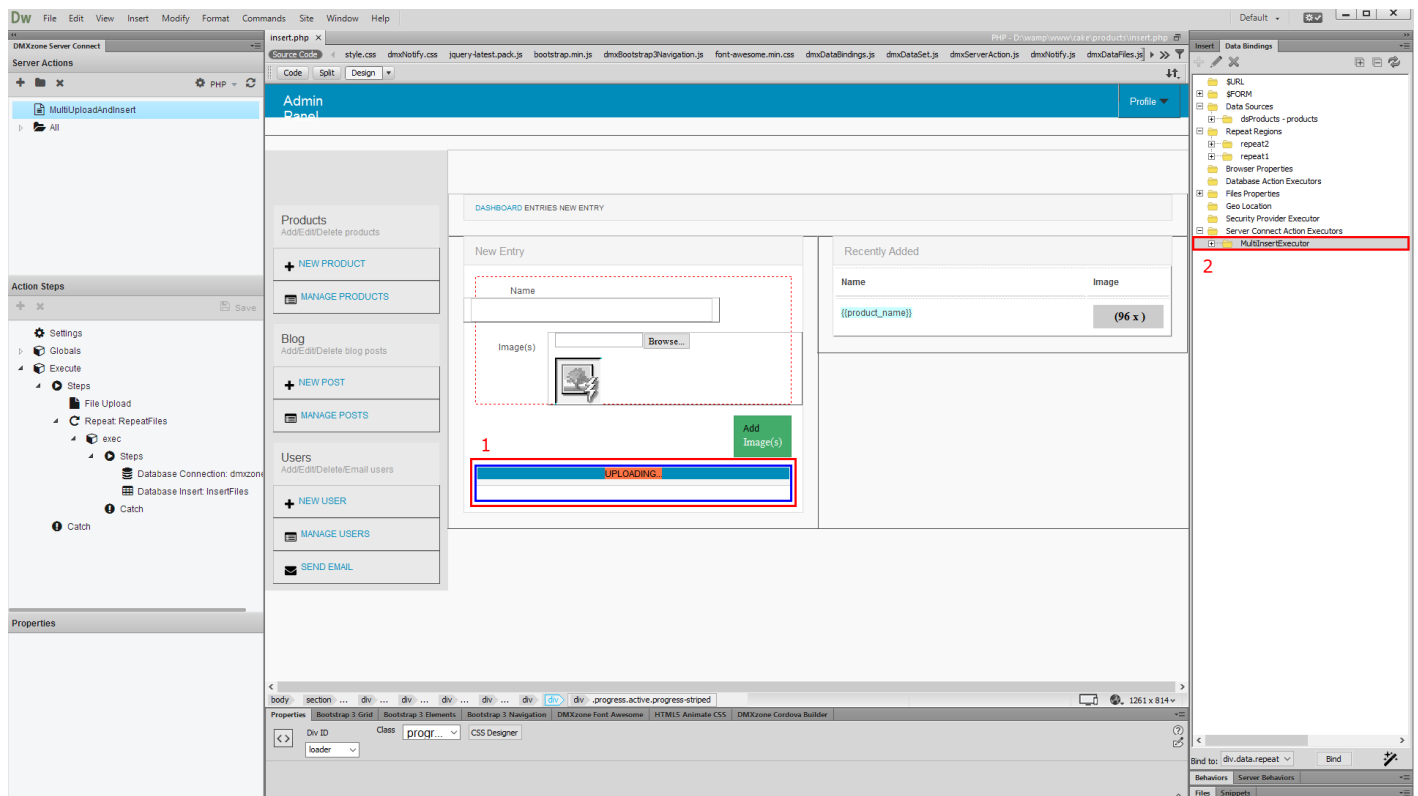 Dw File Edit View Insert Modify Format Commands Site Window Help Default
DMXzone Server Connect
Server Actions
PHP
MultiUploadAndInsert
All
Action Steps
Save
Settings
Globals
Execute
Steps
File Upload
Repeat: RepeatFiles
exec
Steps
Database Connection: dmxzone
Database Insert: InsertFiles
Catch
Catch
Properties
insert.php × PHP - D:\wamp\www\zake\products\insert.php
Source Code style.css dmxNotify.css jquery-latest.pack.js bootstrap.min.js dmxBootstrap3Navigation.js font-awesome.min.css dmxDataBindings.js dmxDataSet.js dmxServerAction.js dmxNotify.js dmxDataFiles.js
Code Split Design
Admin
Panel
Profile
Products
Add/Edit/Delete products
NEW PRODUCT
MANAGE PRODUCTS
Blog
Add/Edit/Delete blog posts
NEW POST
MANAGE POSTS
Users
Add/Edit/Delete/Email users
NEW USER
MANAGE USERS
SEND EMAIL
DASHBOARD ENTRIES NEW ENTRY
New Entry
Name
Image(s) Browse...
Add
Image(s)
1
UPLOADING...
Recently Added
Name Image
{{product_name}} (96 x )
body section ... div ... div ... div ... div ... div div div .progress.active.progress-striped 1261 x 814
Properties Bootstrap 3 Grid Bootstrap 3 Elements Bootstrap 3 Navigation DMXzone Font Awesome HTML5 Animate CSS DMXzone Cordova Builder
Div ID Class progr... CSS Designer
loader
Insert Data Bindings
$URL
$FORM
Data Sources
dsProducts - products
Repeat Regions
repeat2
repeat1
Browser Properties
Database Action Executors
Files Properties
Geo Location
Security Provider Executor
Server Connect Action Executors
MultiInsertExecutor
2
Bind to: div.data.repeat Bind
Behaviors Server Behaviors
Files Snippets